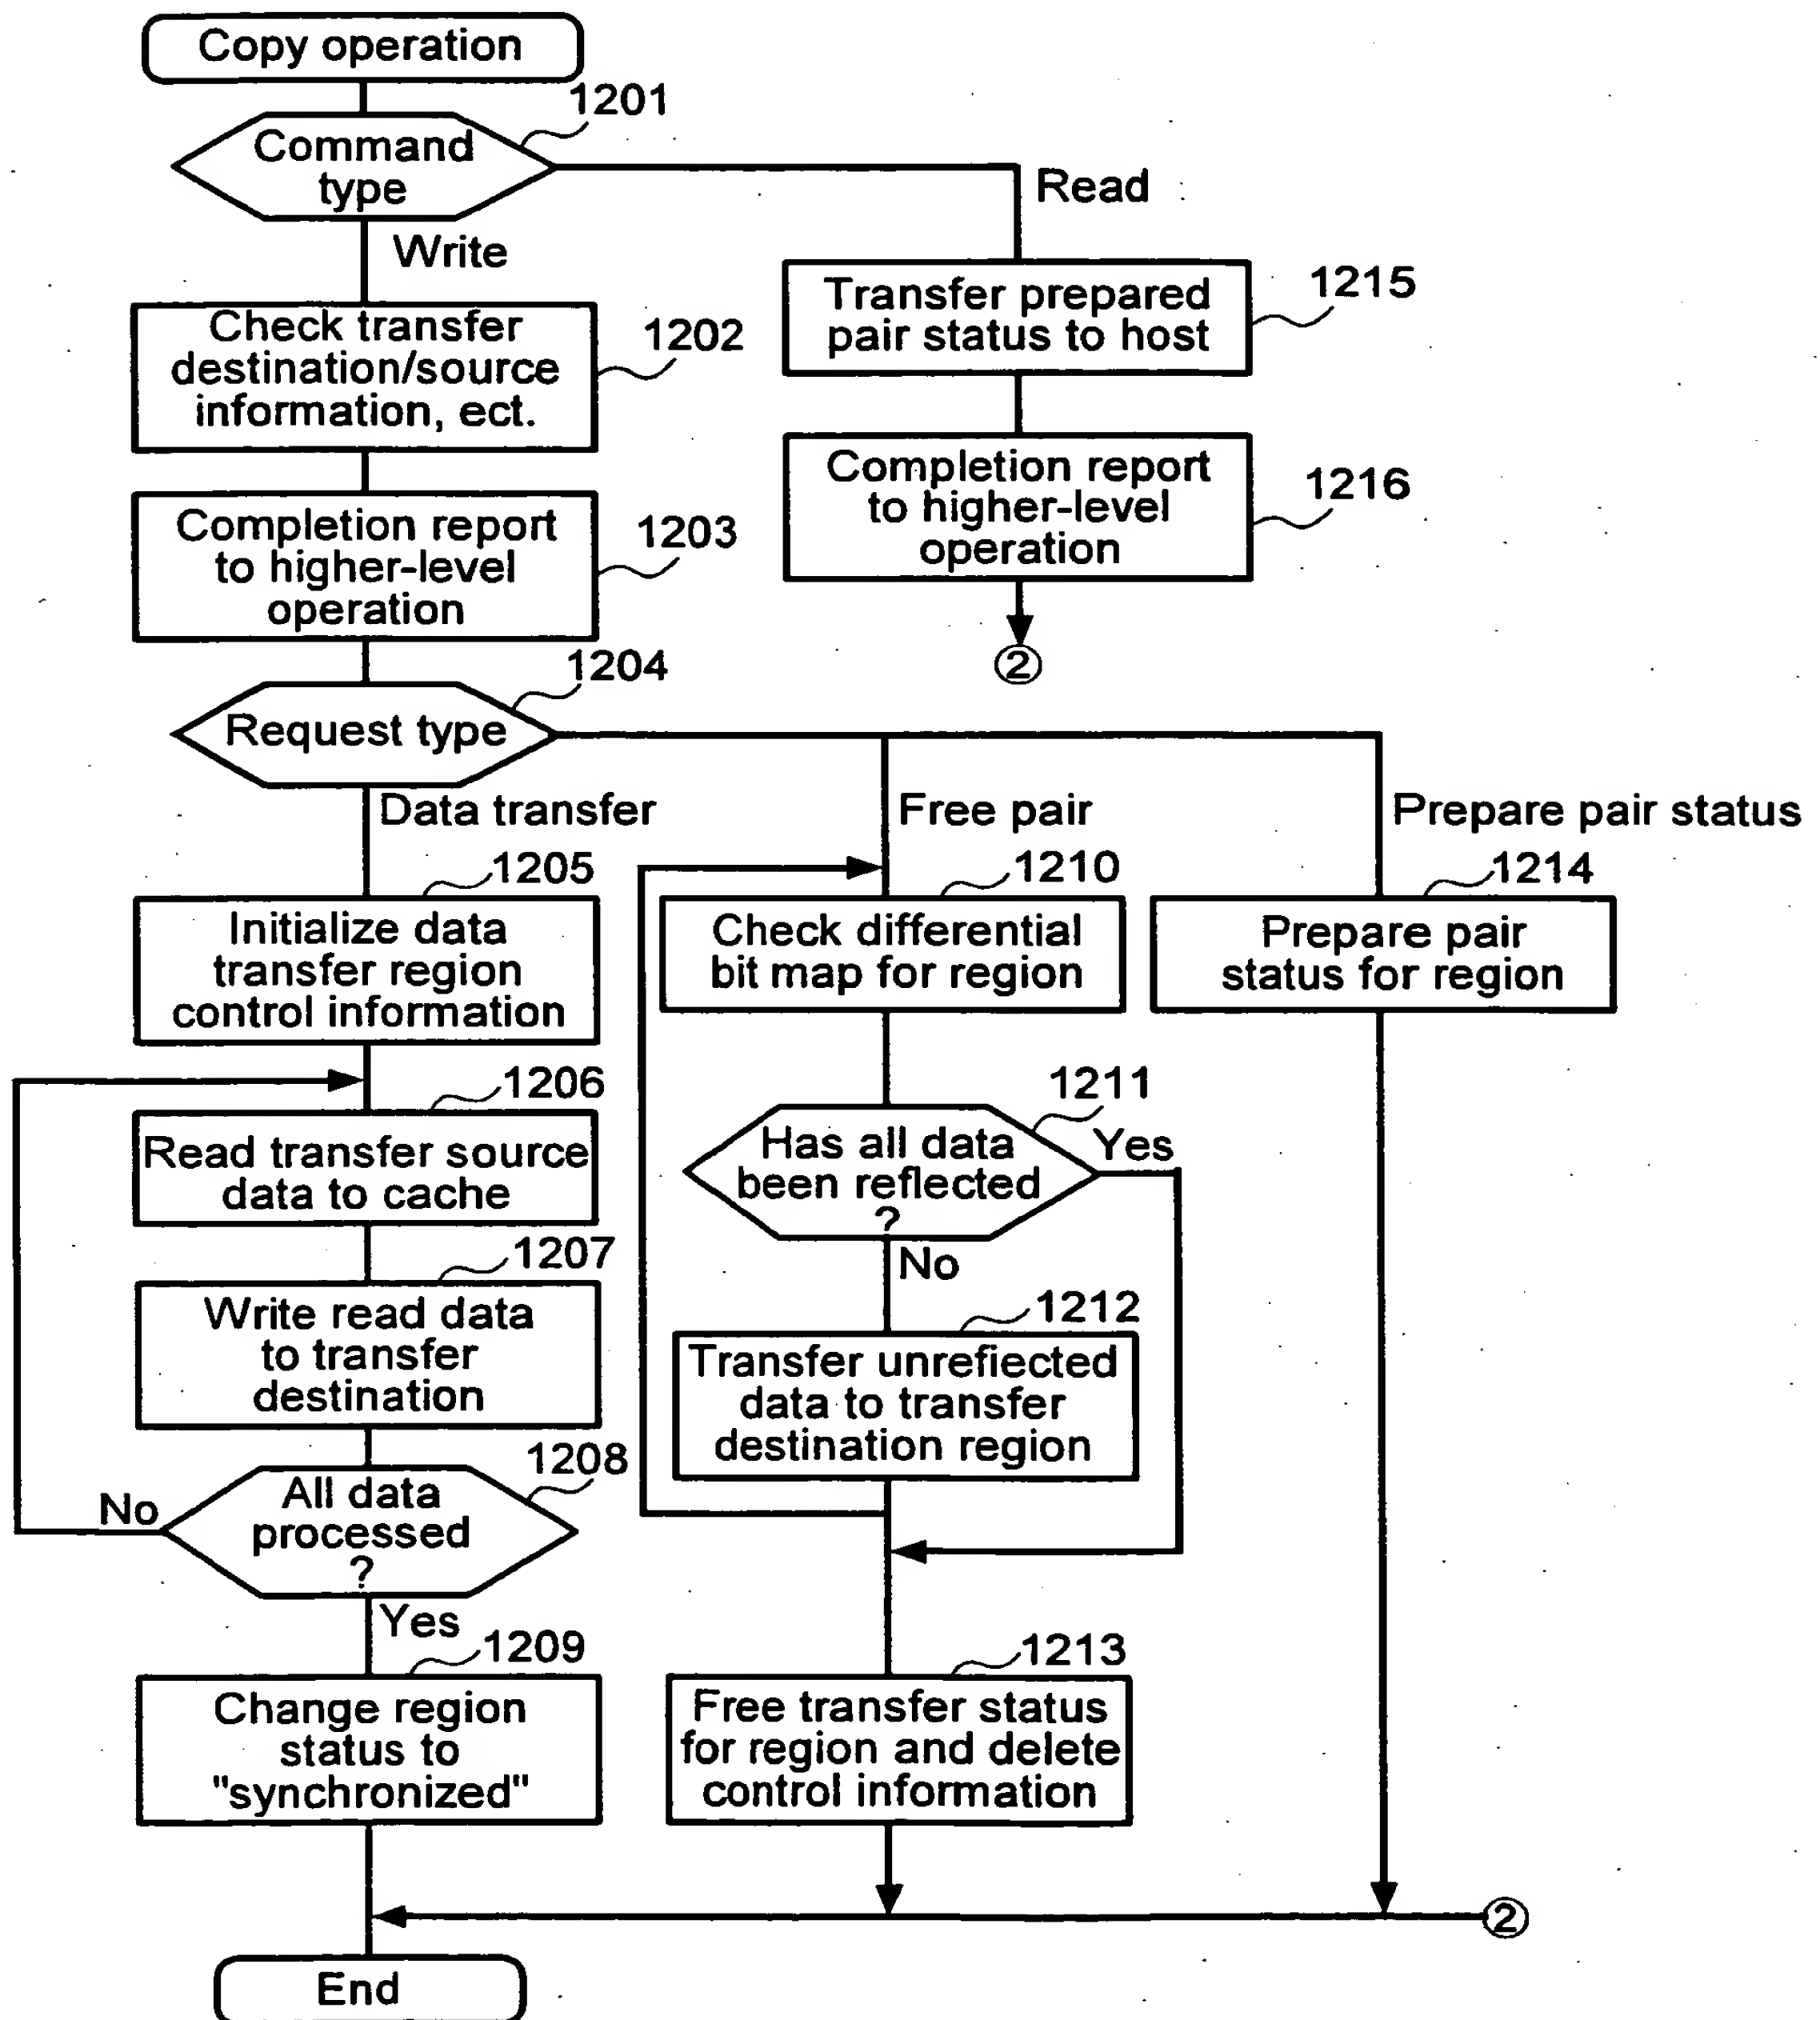 Copy operation
1201
Command
type
Read
Write
Transfer prepared
pair status to host
1215
Check transfer
destination/source
information, ect.
1202
Completion report
to higher-level
operation
1216
Completion report
to higher-level
operation
1203
②
1204
Request type
Data transfer
Free pair
Prepare pair status
1205
1210
1214
Initialize data
transfer region
control information
Check differential
bit map for region
Prepare pair
status for region
1206
Read transfer source
data to cache
1211
Has all data
been reflected
?
Yes
No
1207
Write read data
to transfer
destination
1212
Transfer unrefiected
data to transfer
destination region
1208
All data
processed
?
No
Yes
1209
Change region
status to
"synchronized"
1213
Free transfer status
for region and delete
control information
②
End